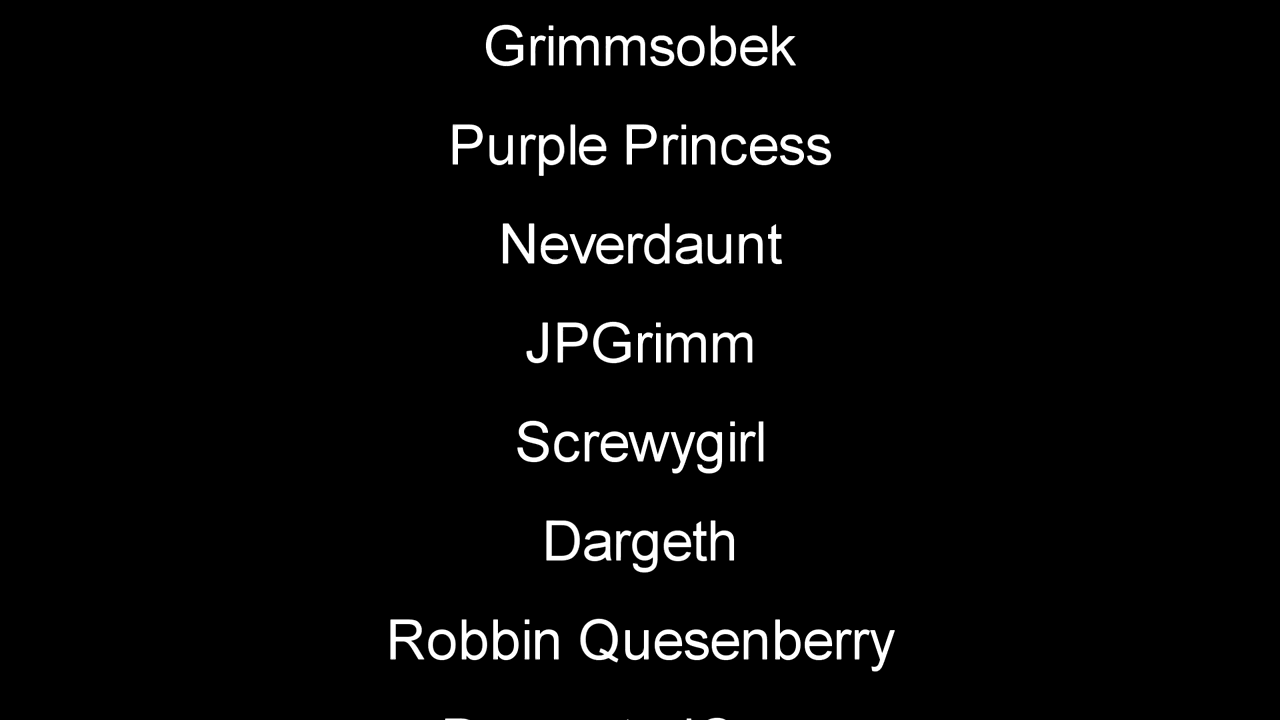 Grimmsobek
Purple Princess
Neverdaunt
JPGrimm
Screwygirl
Dargeth
Robbin Quesenberry